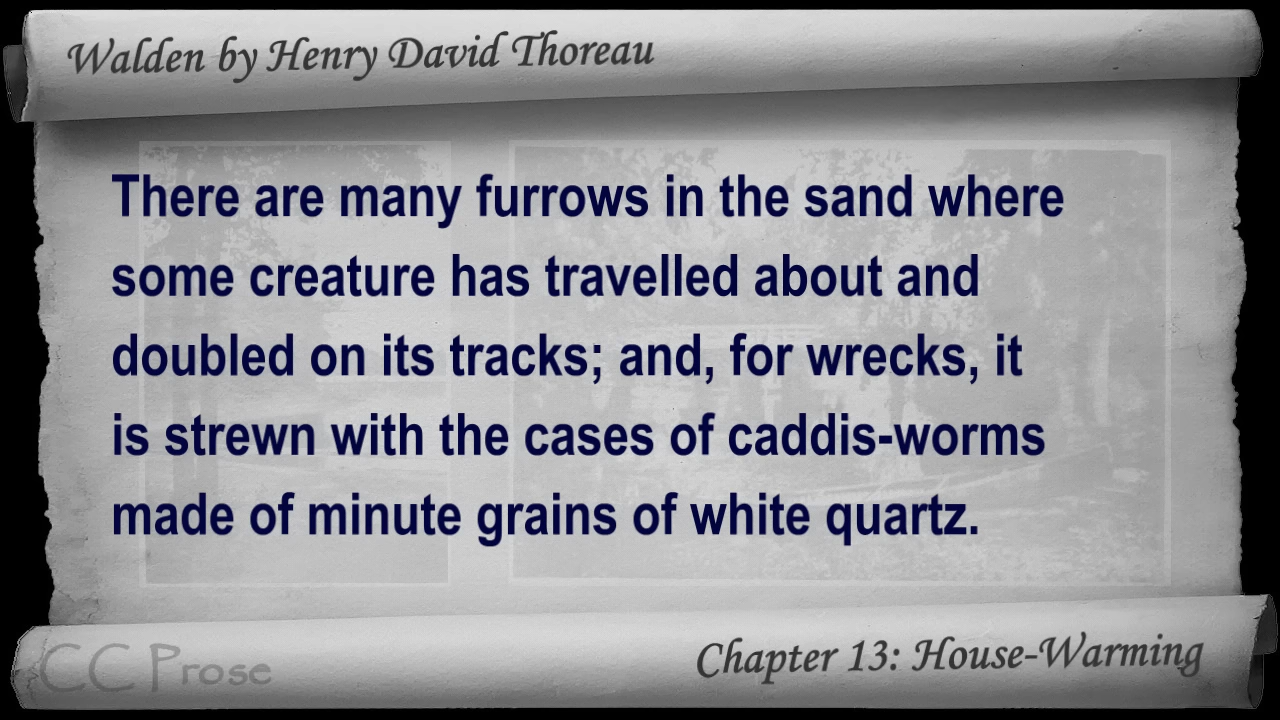 Walden by Henry David Thoreau
There are many furrows in the sand where
some creature has travelled about and
doubled on its tracks; and, for wrecks, it
is strewn with the cases of caddis-worms
made of minute grains of white quartz.
CC Prose
Chapter 13: House-Warming